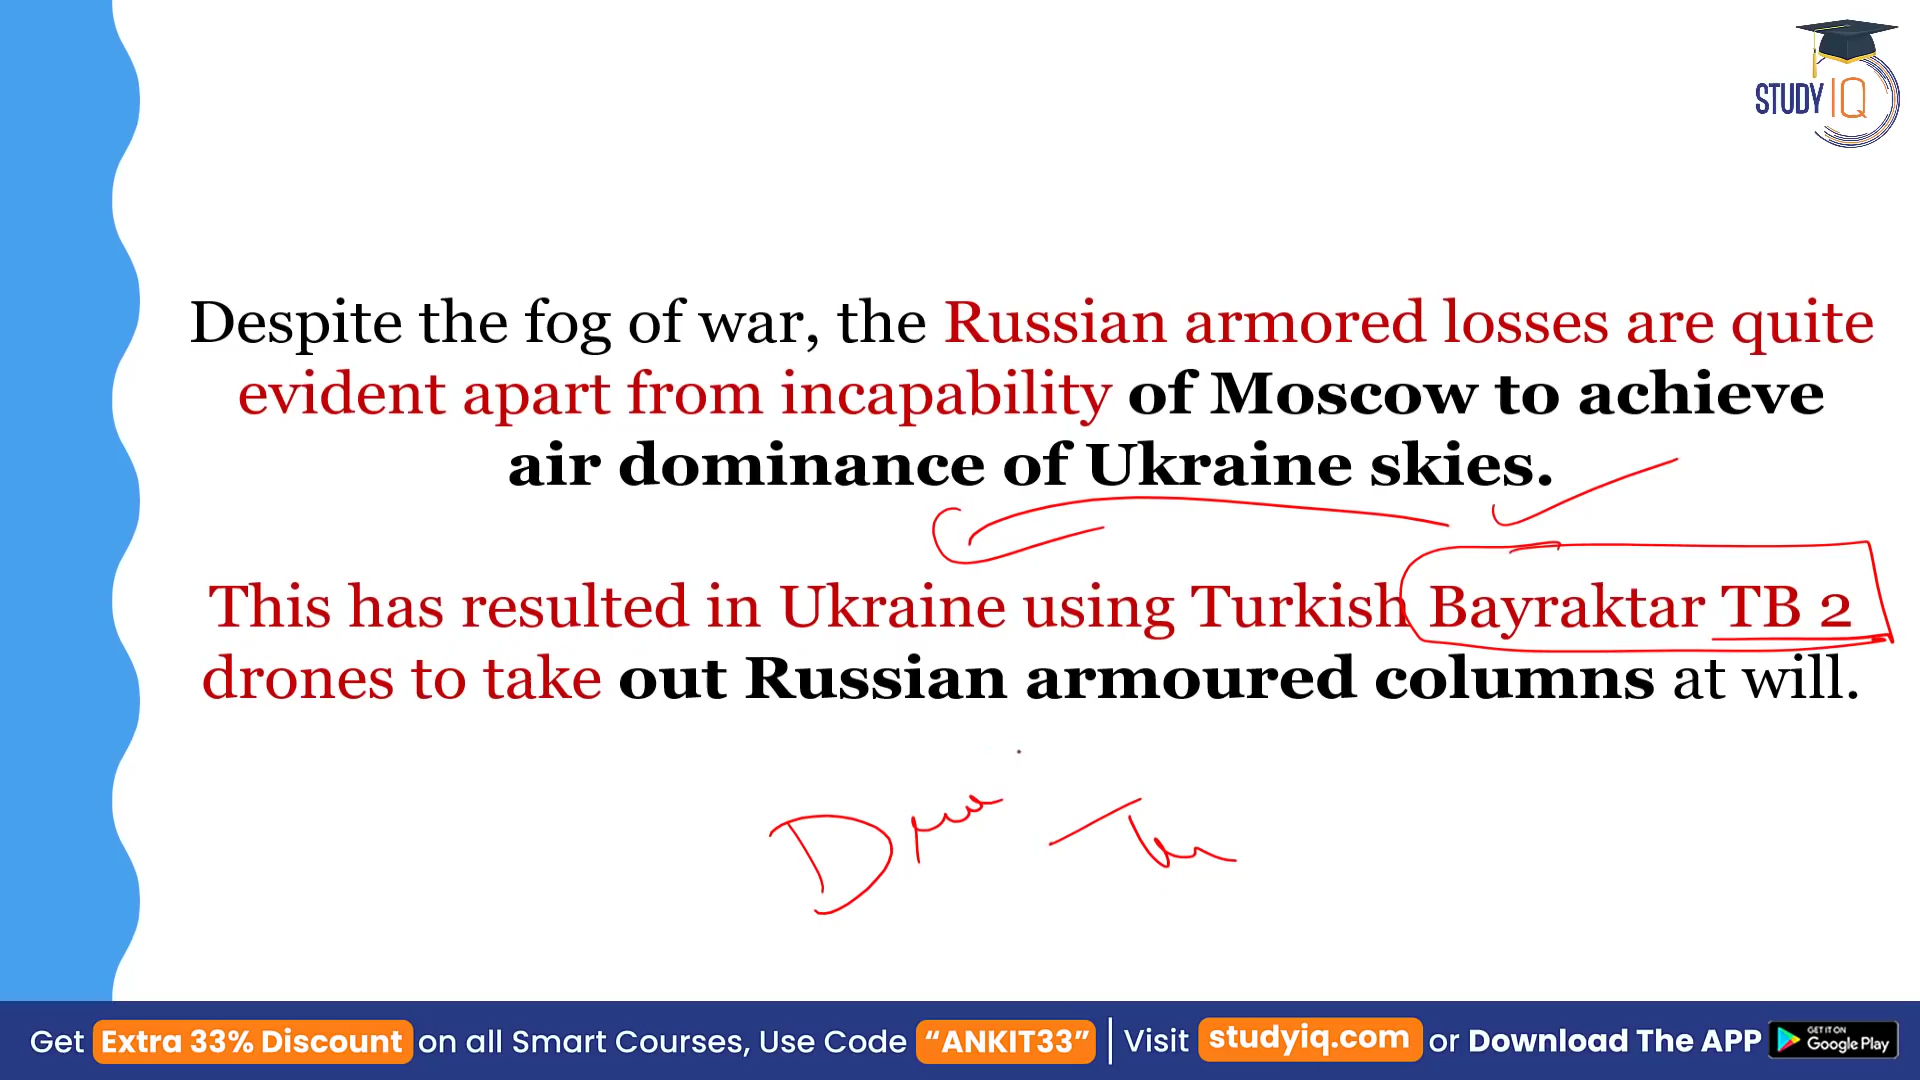 STUDY IQ
Despite the fog of war, the Russian armored losses are quite
evident apart from incapability of Moscow to achieve
air dominance of Ukraine skies.
This has resulted in Ukraine using Turkish Bayraktar TB 2
drones to take out Russian armoured columns at will.
Get Extra 33% Discount on all Smart Courses, Use Code “ANKIT33” Visit studyiq.com or Download The APP GET IT ON Google Play